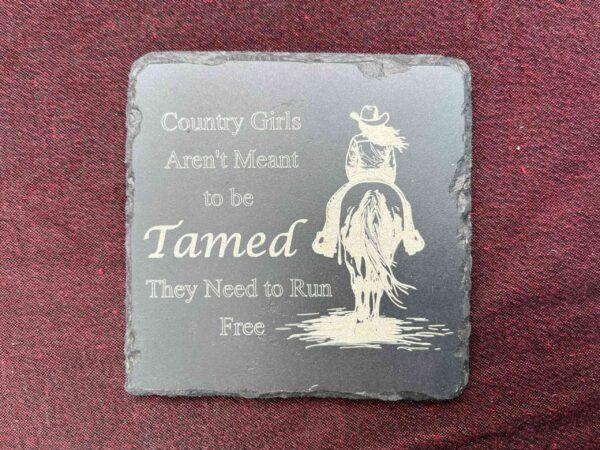 Country Girls
Aren't Meant
to be
Tamed
They Need to Run
Free